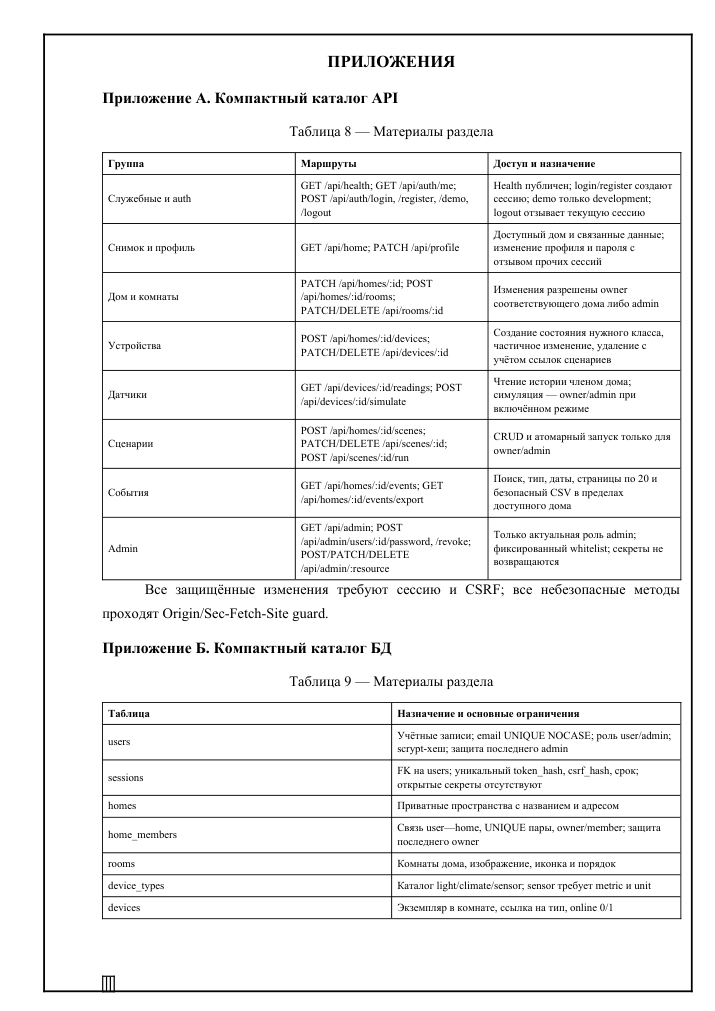 ПРИЛОЖЕНИЯ
Приложение А. Компактный каталог API
Таблица 8 — Материалы раздела
Группа
Маршруты
Доступ и назначение
Служебные и auth
GET /api/health; GET /api/auth/me;
POST /api/auth/login, /register, /demo,
/logout
Health публичен; login/register создают
сессию; demo только development;
logout отзывает текущую сессию
Снимок и профиль
GET /api/home; PATCH /api/profile
Доступный дом и связанные данные;
изменение профиля и пароля с
отзывом прочих сессий
Дом и комнаты
PATCH /api/homes/:id; POST
/api/homes/:id/rooms;
PATCH/DELETE /api/rooms/:id
Изменения разрешены owner
соответствующего дома либо admin
Устройства
POST /api/homes/:id/devices;
PATCH/DELETE /api/devices/:id
Создание состояния нужного класса,
частичное изменение, удаление с
учётом ссылок сценариев
Датчики
GET /api/devices/:id/readings; POST
/api/devices/:id/simulate
Чтение истории членом дома;
симуляция — owner/admin при
включённом режиме
Сценарии
POST /api/homes/:id/scenes;
PATCH/DELETE /api/scenes/:id;
POST /api/scenes/:id/run
CRUD и атомарный запуск только для
owner/admin
События
GET /api/homes/:id/events; GET
/api/homes/:id/events/export
Поиск, тип, даты, страницы по 20 и
безопасный CSV в пределах
доступного дома
Admin
GET /api/admin; POST
/api/admin/users/:id/password, /revoke;
POST/PATCH/DELETE
/api/admin/:resource
Только актуальная роль admin;
фиксированный whitelist; секреты не
возвращаются
Все защищённые изменения требуют сессию и CSRF; все небезопасные методы
проходят Origin/Sec-Fetch-Site guard.
Приложение Б. Компактный каталог БД
Таблица 9 — Материалы раздела
Таблица
Назначение и основные ограничения
users
Учётные записи; email UNIQUE NOCASE; роль user/admin;
scrypt-хеш; защита последнего admin
sessions
FK на users; уникальный token_hash, csrf_hash, срок;
открытые секреты отсутствуют
homes
Приватные пространства с названием и адресом
home_members
Связь user—home, UNIQUE пары, owner/member; защита
последнего owner
rooms
Комнаты дома, изображение, иконка и порядок
device_types
Каталог light/climate/sensor; sensor требует metric и unit
devices
Экземпляр в комнате, ссылка на тип, online 0/1